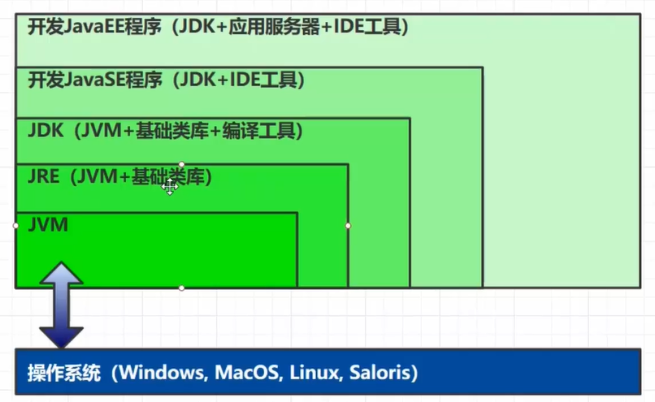 开发JavaEE程序（JDK+应用服务器+IDE工具）
开发JavaSE程序（JDK+IDE工具）
JDK（JVM+基础类库+编译工具）
JRE（JVM+基础类库）
JVM
操作系统（Windows, MacOS, Linux, Saloris）